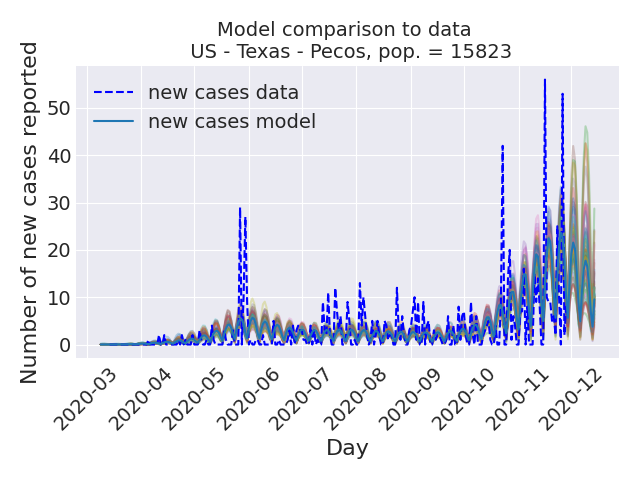 Model comparison to data
US - Texas - Pecos, pop. = 15823
Number of new cases reported
50
40
30
20
10
0
new cases data
new cases model
2020-03
2020-04
2020-05
2020-06
2020-07
2020-08
2020-09
2020-10
2020-11
2020-12
Day